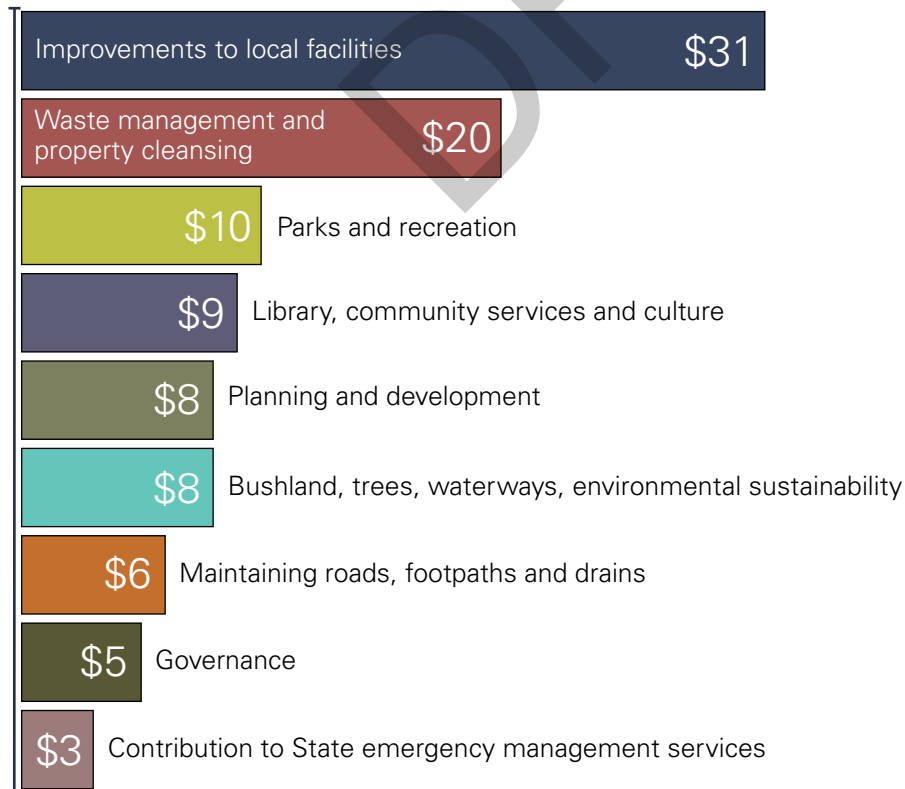 Improvements to local facilities $31
Waste management and
property cleansing $20
$10 Parks and recreation
$9 Library, community services and culture
$8 Planning and development
$8 Bushland, trees, waterways, environmental sustainability
$6 Maintaining roads, footpaths and drains
$5 Governance
$3 Contribution to State emergency management services